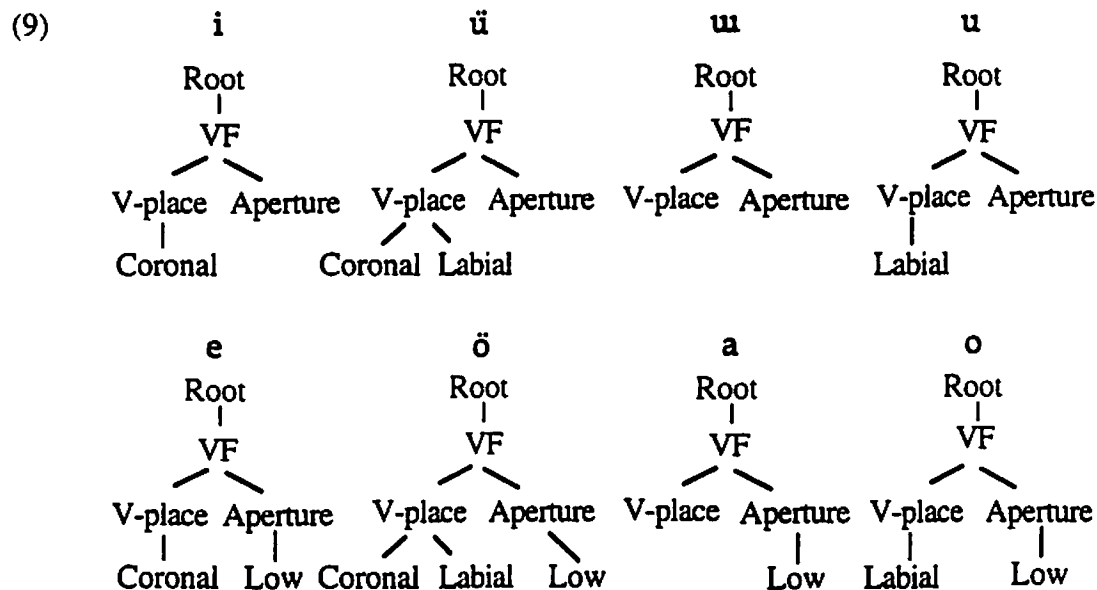 (9) i ü ɯ u
Root Root Root Root
VF VF VF VF
V-place Aperture V-place Aperture V-place Aperture V-place Aperture
Coronal Coronal Labial Labial
e ö a o
Root Root Root Root
VF VF VF VF
V-place Aperture V-place Aperture V-place Aperture V-place Aperture
Coronal Low Coronal Labial Low Low Labial Low